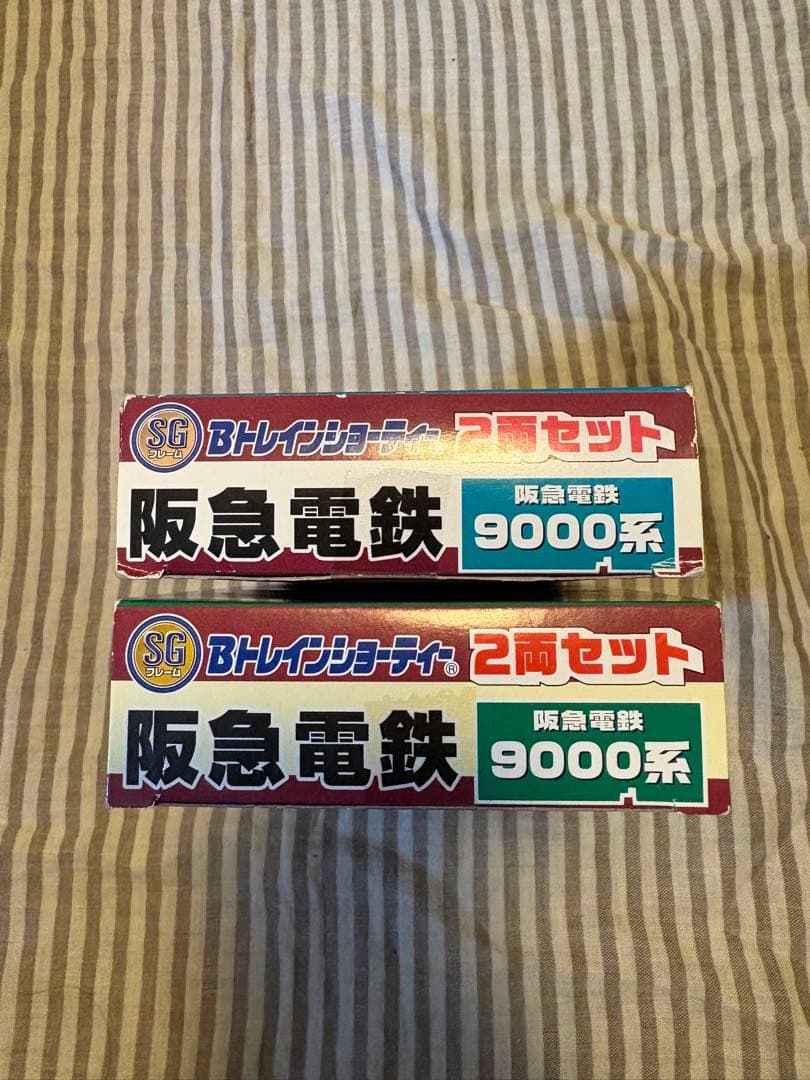 SG
フレーム
Bトレインショーティー
2両セット
阪急電鉄
阪急電鉄
9000系
SG
フレーム
Bトレインショーティー®
2両セット
阪急電鉄
阪急電鉄
9000系